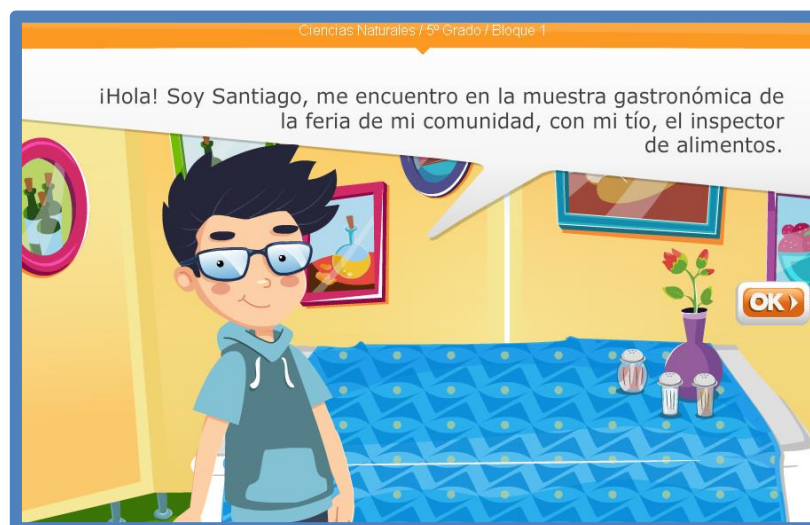 Ciencias Naturales / 5º Grado / Bloque 1
¡Hola! Soy Santiago, me encuentro en la muestra gastronómica de
la feria de mi comunidad, con mi tío, el inspector
de alimentos.
OK